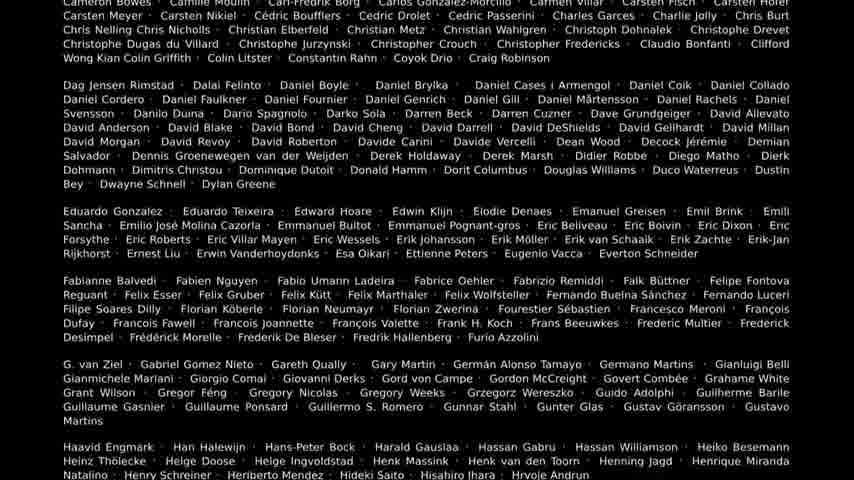 Cameron Bowes · Camille Moulin · Carl-Fredrik Borg · Carlos González-Morcillo · Carmen Villar · Carsten Fisch · Carsten Höfer
Carsten Meyer · Carsten Nikiel · Cédric Boufflers · Cedric Drolet · Cedric Passerini · Charles Garces · Charlie Jolly · Chris Burt
Chris Nelling Chris Nicholls · Christian Elberfeld · Christian Metz · Christian Wahlgren · Christoph Dohnalek · Christophe Drevet
Christophe Dugas du Villard · Christophe Jurzynski · Christopher Crouch · Christopher Fredericks · Claudio Bonfanti · Clifford
Wong Kian Colin Griffith · Colin Litster · Constantin Rahn · Coyok Drio · Craig Robinson
Dag Jensen Rimstad · Dalai Felinto · Daniel Boyle · Daniel Brylka · Daniel Cases i Armengol · Daniel Coik · Daniel Collado
Daniel Cordero · Daniel Faulkner · Daniel Fournier · Daniel Genrich · Daniel Gill · Daniel Mårtensson · Daniel Rachels · Daniel
Svensson · Danilo Duina · Dario Spagnolo · Darko Sola · Darren Beck · Darren Cuzner · Dave Grundgeiger · David Allevato
David Anderson · David Blake · David Bond · David Cheng · David Darrell · David DeShields · David Gellhardt · David Millan
David Morgan · David Revoy · David Roberton · Davide Carini · Davide Vercelli · Dean Wood · Decock Jérémie · Demian
Salvador · Dennis Groenewegen van der Weijden · Derek Holdaway · Derek Marsh · Didier Robbe · Diego Matho · Dierk
Dohmann · Dimitris Christou · Dominique Dutoit · Donald Hamm · Dorit Columbus · Douglas Williams · Duco Waterreus · Dustin
Bey · Dwayne Schnell · Dylan Greene
Eduardo Gonzalez · Eduardo Teixeira · Edward Hoare · Edwin Klijn · Elodie Denaes · Emanuel Greisen · Emil Brink · Emili
Sancha · Emilio José Molina Cazorla · Emmanuel Bultot · Emmanuel Pognant-gros · Eric Beliveau · Eric Boivin · Eric Dixon · Eric
Forsythe · Eric Roberts · Eric Villar Mayen · Eric Wessels · Erik Johansson · Erik Möller · Erik van Schaaik · Erik Zachte · Erik-Jan
Rijkhorst · Ernest Liu · Erwin Vanderhoydonks · Esa Oikari · Ettienne Peters · Eugenio Vacca · Everton Schneider
Fabianne Balvedi · Fabien Nguyen · Fabio Umann Ladeira · Fabrice Oehler · Fabrizio Remiddi · Falk Büttner · Felipe Fontova
Reguant · Felix Esser · Felix Gruber · Felix Kütt · Felix Marthaler · Felix Wolfsteller · Fernando Buelna Sánchez · Fernando Luceri
Filipe Soares Dilly · Florian Köberle · Florian Neumayr · Florian Zwerina · Fourestier Sébastien · Francesco Meroni · François
Dufay · Francois Fawell · Francois Joannette · François Valette · Frank H. Koch · Frans Beeuwkes · Frederic Multier · Frederick
Desimpel · Frédérick Morelle · Frederik De Bleser · Fredrik Hallenberg · Furio Azzolini
G. van Ziel · Gabriel Gómez Nieto · Gareth Qually · Gary Martin · Germán Alonso Tamayo · Germano Martins · Gianluigi Belli
Gianmichele Mariani · Giorgio Comai · Giovanni Derks · Gord von Campe · Gordon McCreight · Govert Combée · Grahame White
Grant Wilson · Gregor Féng · Gregory Nicolas · Gregory Weeks · Grzegorz Wereszko · Guido Adolphi · Guilherme Barile
Guillaume Gasnier · Guillaume Ponsard · Guillermo S. Romero · Gunnar Stahl · Gunter Glas · Gustav Göransson · Gustavo
Martins
Haavid Engmark · Han Halewijn · Hans-Peter Bock · Harald Gauslaa · Hassan Gabru · Hassan Williamson · Heiko Besemann
Heinz Thölecke · Helge Doose · Helge Ingvoldstad · Henk Massink · Henk van den Toorn · Henning Jagd · Henrique Miranda
Natalino · Henry Schreiner · Heriberto Mendez · Hideki Saito · Hisahiro Ihara · Hrvoje Andrun